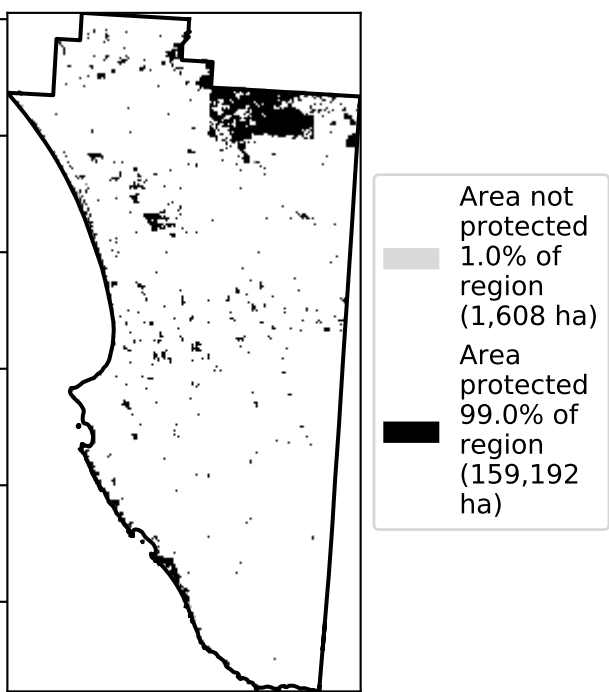 Area not
protected
1.0% of
region
(1,608 ha)
Area
protected
99.0% of
region
(159,192
ha)